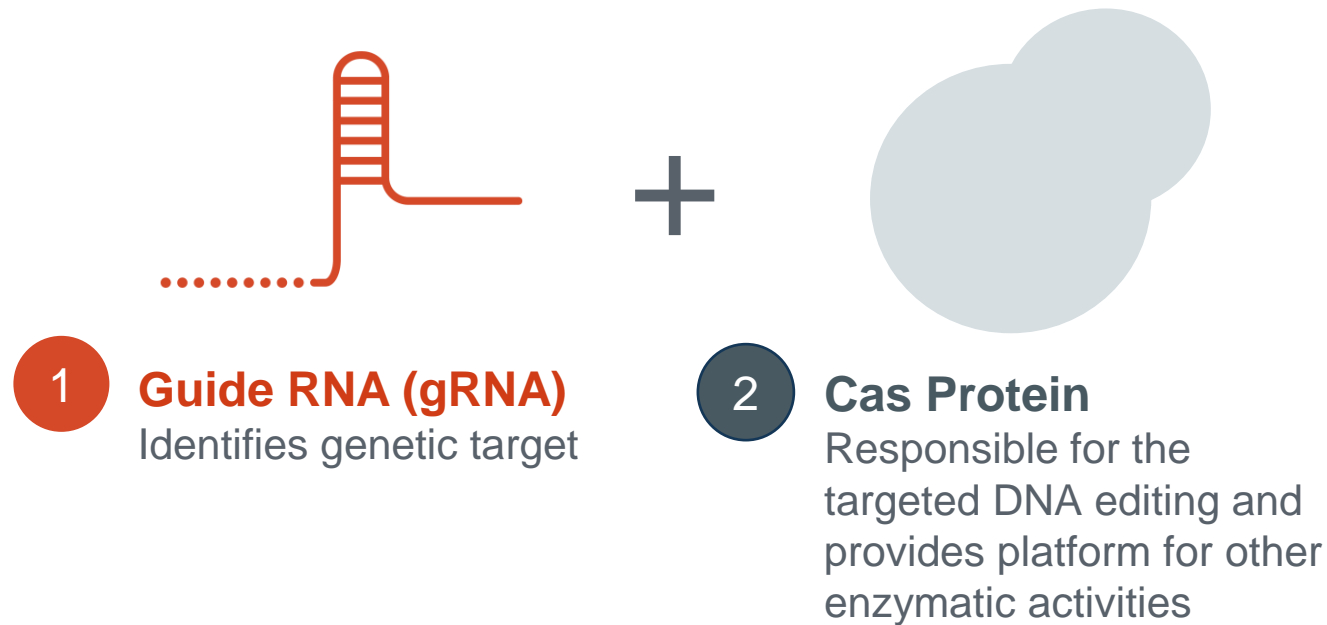 1
Guide RNA (gRNA)
Identifies genetic target
2
Cas Protein
Responsible for the
targeted DNA editing and
provides platform for other
enzymatic activities